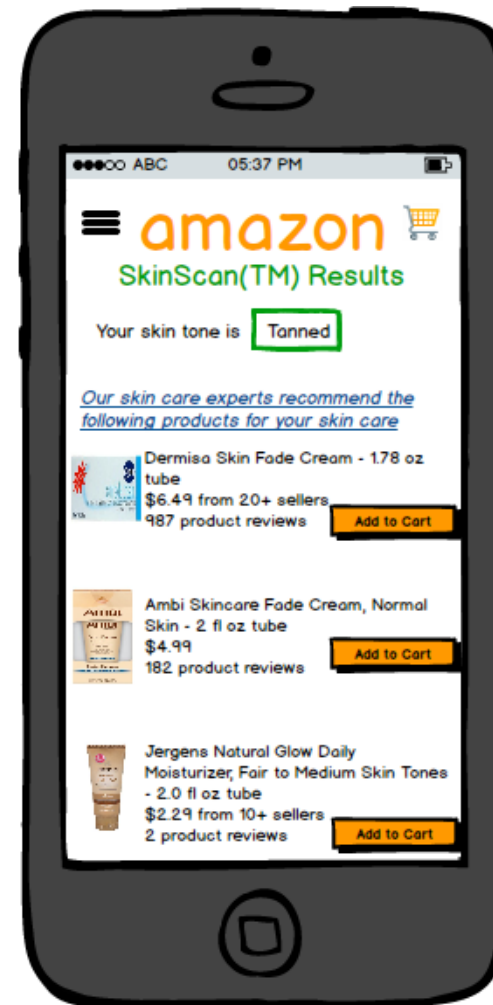 ABC 05:37 PM
amazon
SkinScan(TM) Results
Your skin tone is Tanned
Our skin care experts recommend the
following products for your skin care
Dermisa Skin Fade Cream - 1.78 oz
tube
$6.49 from 20+ sellers
987 product reviews
Add to Cart
Ambi Skincare Fade Cream, Normal
Skin - 2 fl oz tube
$4.99
182 product reviews
Add to Cart
Jergens Natural Glow Daily
Moisturizer, Fair to Medium Skin Tones
- 2.0 fl oz tube
$2.29 from 10+ sellers
2 product reviews
Add to Cart